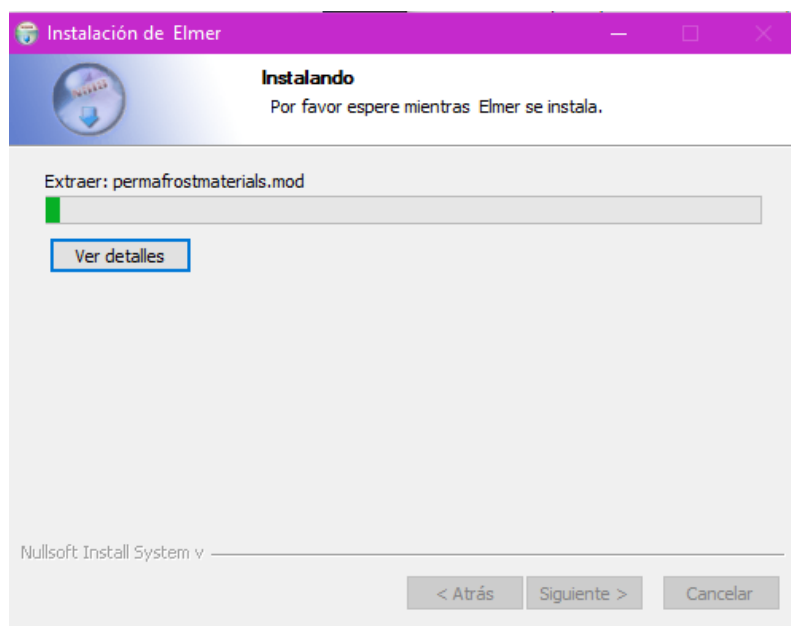 Instalación de Elmer
Instalando
Por favor espere mientras Elmer se instala.
Extraer: permafrostmaterials.mod
Ver detalles
Nullsoft Install System v
< Atrás
Siguiente >
Cancelar